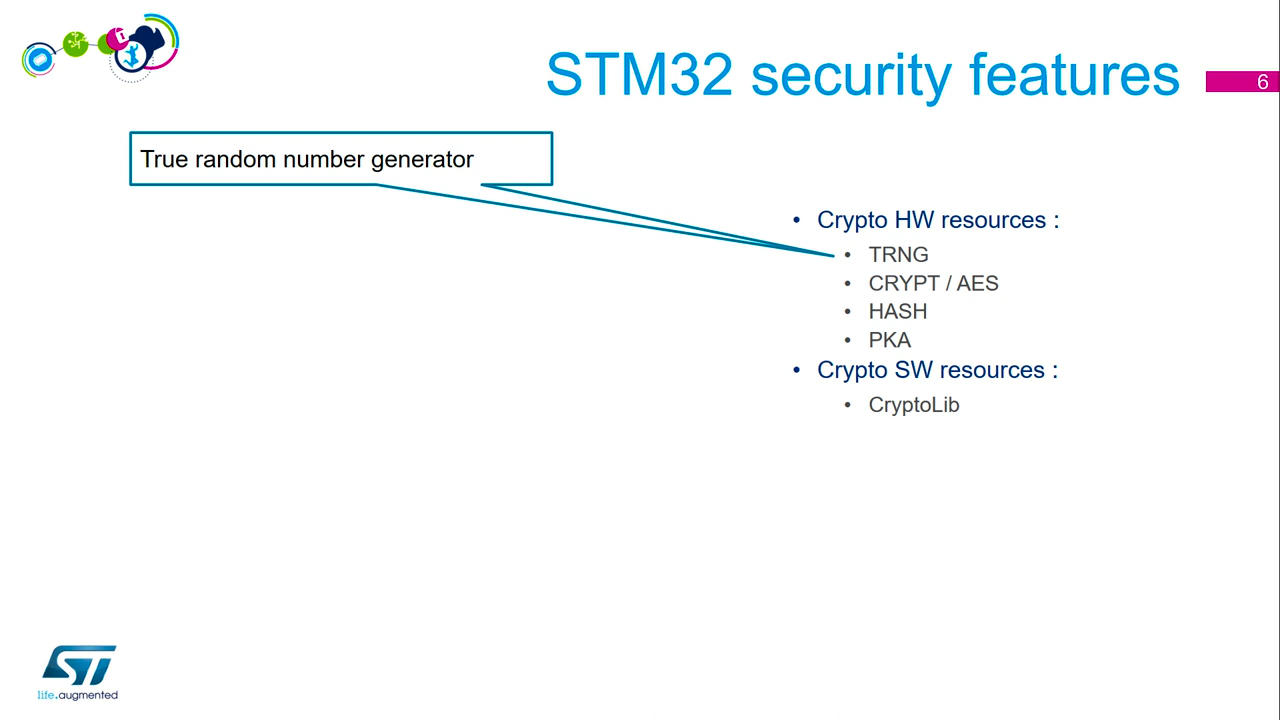 STM32 security features
6
True random number generator
• Crypto HW resources :
• TRNG
• CRYPT / AES
• HASH
• PKA
• Crypto SW resources :
• CryptoLib
ST
life.augmented